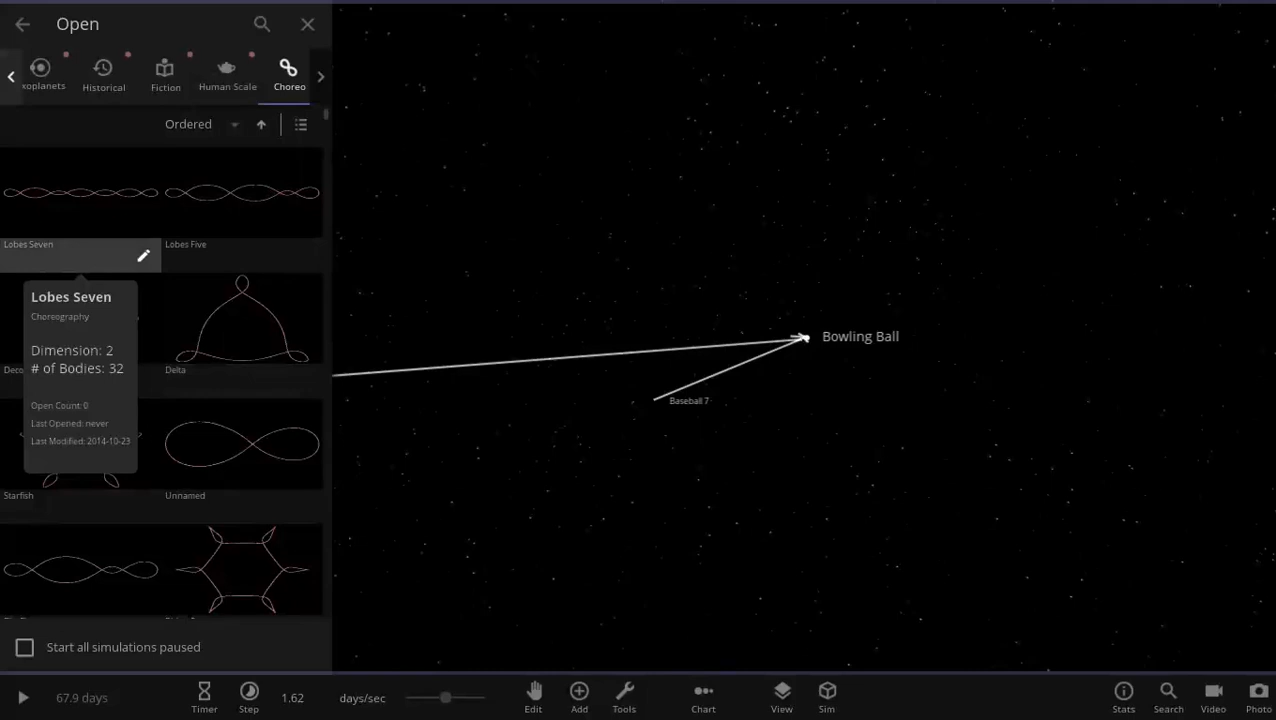 Open
xoplanets
Historical
Fiction
Human Scale
Choreo
Ordered
Lobes Seven
Lobes Five
Lobes Seven
Choreography
Dimension: 2
# of Bodies: 32
Open Count: 0
Last Opened: never
Last Modified: 2014-10-23
Deco
Delta
Starfish
Unnamed
Start all simulations paused
Bowling Ball
Baseball 7
67.9 days
Timer
Step
1.62
days/sec
Edit
Add
Tools
Chart
View
Sim
Stats
Search
Video
Photo